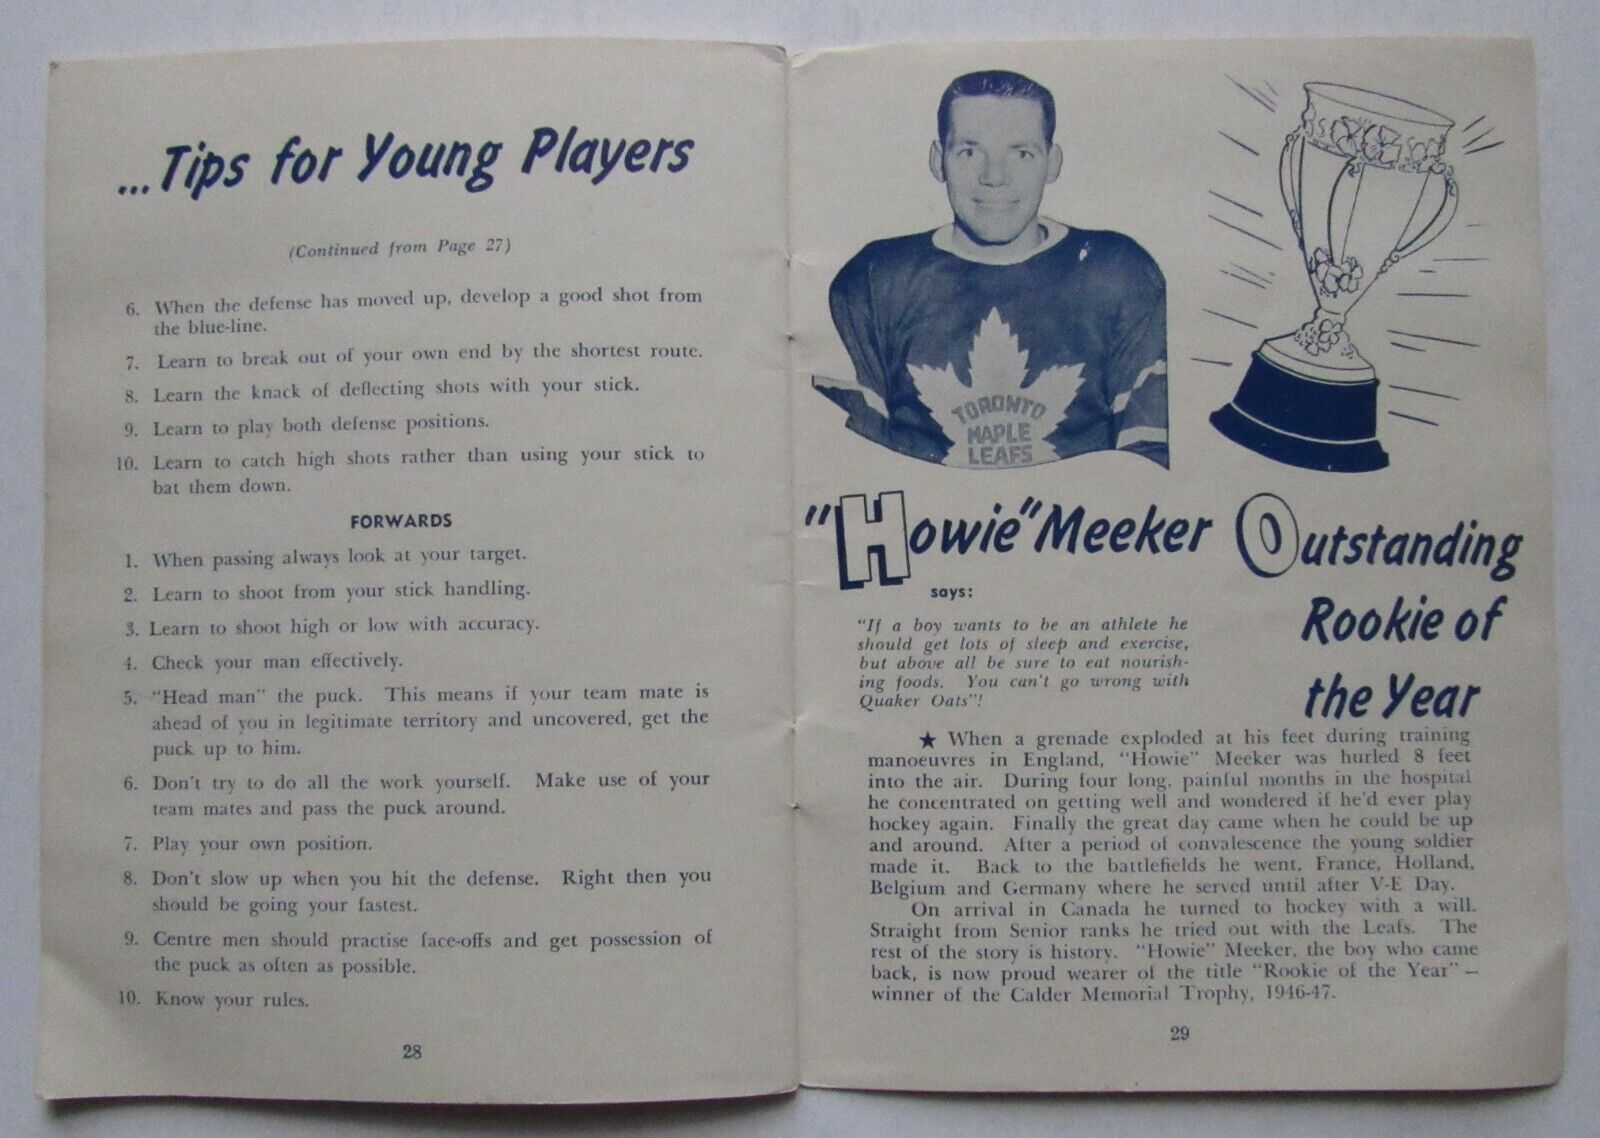 ...Tips for Young Players
(Continued from Page 27)
6. When the defense has moved up, develop a good shot from
the blue-line.
7. Learn to break out of your own end by the shortest route.
8. Learn the knack of deflecting shots with your stick.
9. Learn to play both defense positions.
10. Learn to catch high shots rather than using your stick to
bat them down.
FORWARDS
1. When passing always look at your target.
2. Learn to shoot from your stick handling.
3. Learn to shoot high or low with accuracy.
4. Check your man effectively.
5. "Head man" the puck. This means if your team mate is
ahead of you in legitimate territory and uncovered, get the
puck up to him.
6. Don't try to do all the work yourself. Make use of your
team mates and pass the puck around.
7. Play your own position.
8. Don't slow up when you hit the defense. Right then you
should be going your fastest.
9. Centre men should practise face-offs and get possession of
the puck as often as possible.
10. Know your rules.
28
TORONTO
MAPLE
LEAFS
"Howie" Meeker Outstanding
Rookie of
the Year
says:
"If a boy wants to be an athlete he
should get lots of sleep and exercise,
but above all be sure to eat nourish-
ing foods. You can't go wrong with
Quaker Oats"!
★ When a grenade exploded at his feet during training
manoeuvres in England, "Howie" Meeker was hurled 8 feet
into the air. During four long, painful months in the hospital
he concentrated on getting well and wondered if he'd ever play
hockey again. Finally the great day came when he could be up
and around. After a period of convalescence the young soldier
made it. Back to the battlefields he went, France, Holland,
Belgium and Germany where he served until after V-E Day.
On arrival in Canada he turned to hockey with a will.
Straight from Senior ranks he tried out with the Leafs. The
rest of the story is history. "Howie" Meeker, the boy who came
back, is now proud wearer of the title "Rookie of the Year" –
winner of the Calder Memorial Trophy, 1946-47.
29